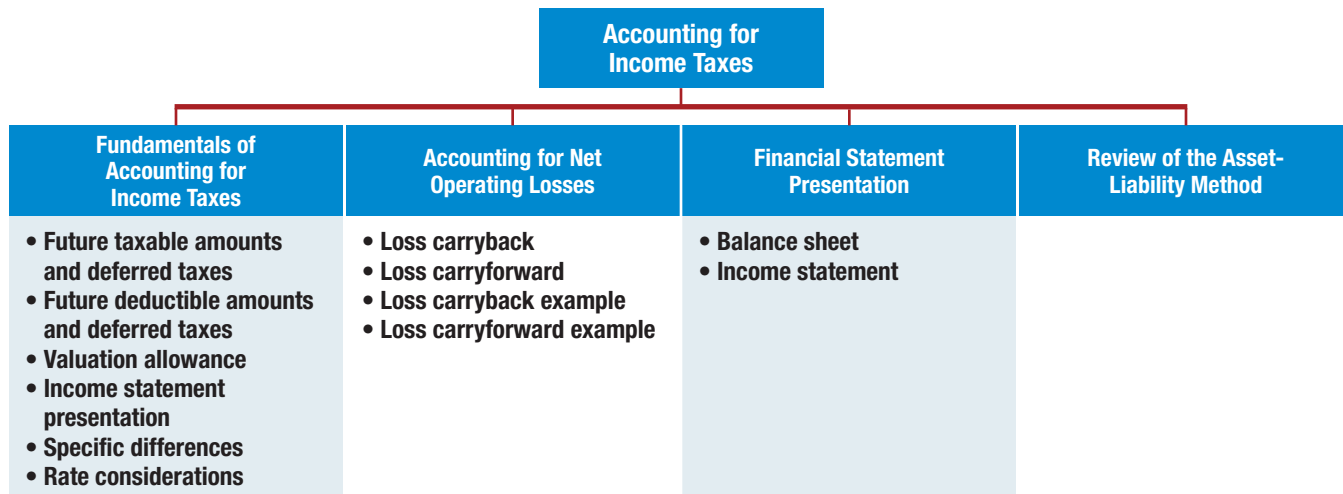 Accounting for
Income Taxes
Fundamentals of
Accounting for
Income Taxes
• Future taxable amounts
and deferred taxes
• Future deductible amounts
and deferred taxes
• Valuation allowance
• Income statement
presentation
• Specific differences
• Rate considerations
Accounting for Net
Operating Losses
• Loss carryback
• Loss carryforward
• Loss carryback example
• Loss carryforward example
Financial Statement
Presentation
• Balance sheet
• Income statement
Review of the Asset-
Liability Method